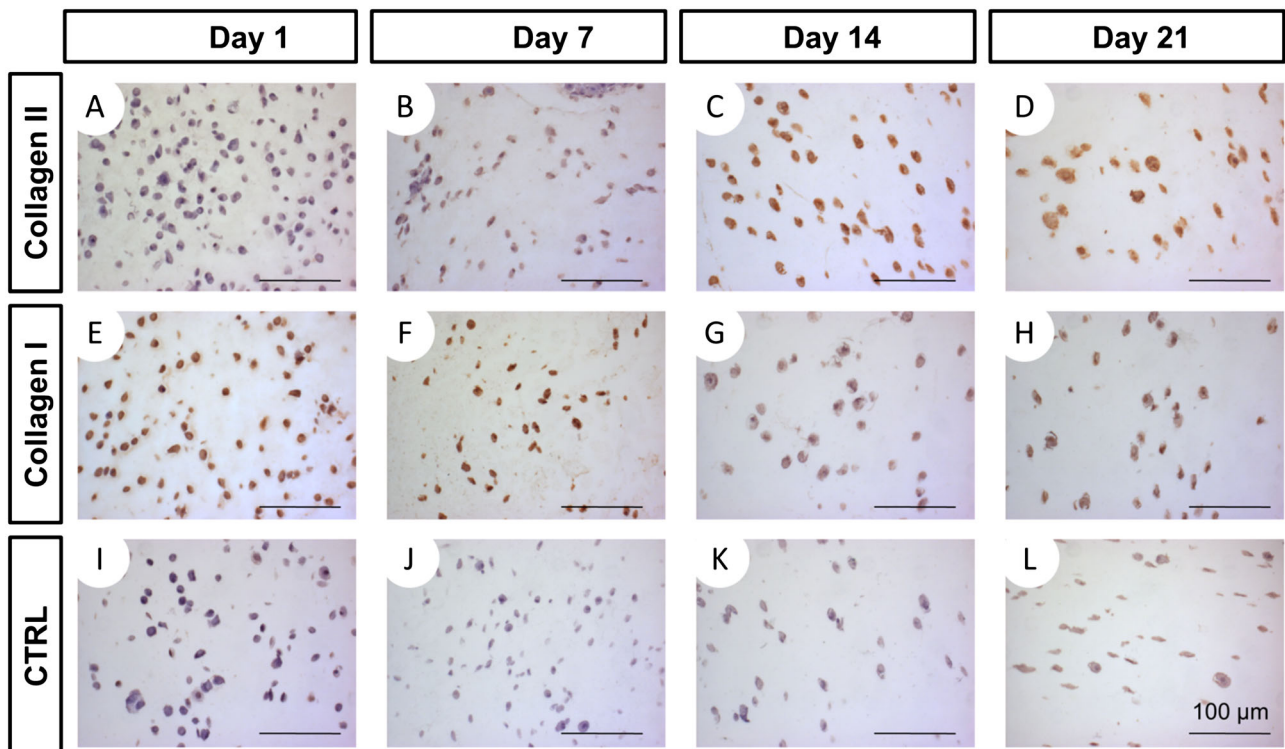 Day 1
Day 7
Day 14
Day 21
Collagen II
A
B
C
D
Collagen I
E
F
G
H
CTRL
I
J
K
L
100 µm